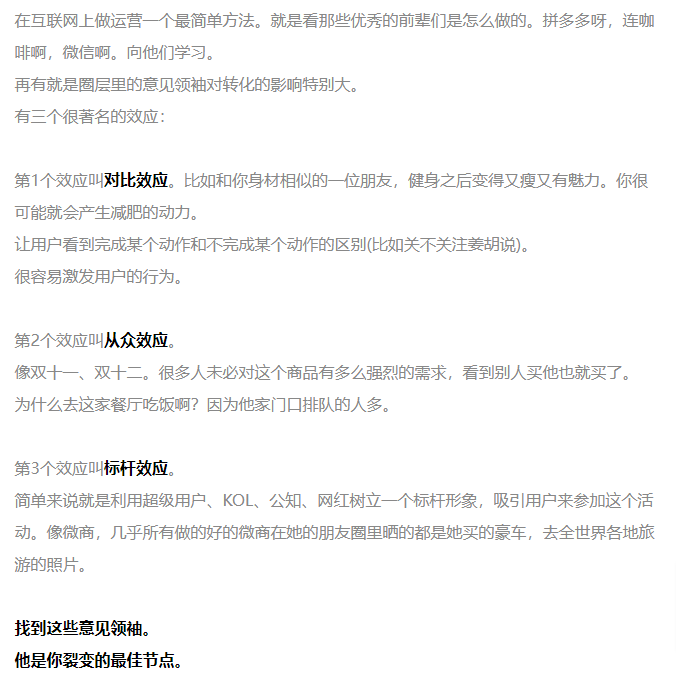 在互联网上做运营一个最简单方法。就是看那些优秀的前辈们是怎么做的。拼多多呀，连咖
啡啊，微信啊。向他们学习。
再有就是圈层里的意见领袖对转化的影响特别大。
有三个很著名的效应：
第1个效应叫对比效应。比如和你身材相似的一位朋友，健身之后变得又瘦又有魅力。你很
可能就会产生减肥的动力。
让用户看到完成某个动作和不完成某个动作的区别(比如关不关注姜胡说)。
很容易激发用户的行为。
第2个效应叫从众效应。
像双十一、双十二。很多人未必对这个商品有多么强烈的需求，看到别人买他也就买了。
为什么去这家餐厅吃饭啊？因为他家门口排队的人多。
第3个效应叫标杆效应。
简单来说就是利用超级用户、KOL、公知、网红树立一个标杆形象，吸引用户来参加这个活
动。像微商，几乎所有做的好的微商在她的朋友圈里晒的都是她买的豪车，去全世界各地旅
游的照片。
找到这些意见领袖。
他是你裂变的最佳节点。